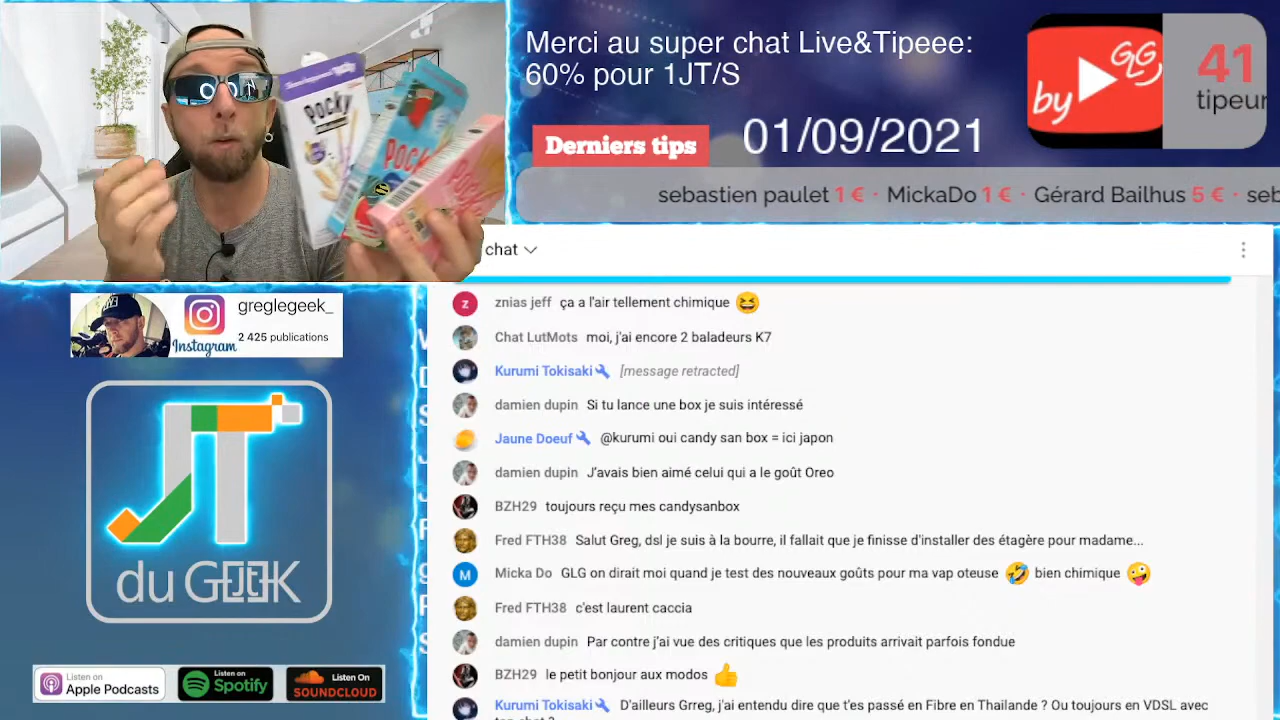 POCKY
POCKY
POCKY
Merci au super chat Live&Tipeee:
60% pour 1JT/S
by GLG
41
tipeur
Derniers tips
01/09/2021
sebastien paulet 1 € · MickaDo 1 € · Gérard Bailhus 5 € · seb
chat
znias jeff ça a l'air tellement chimique 😆
Chat LutMots moi, j'ai encore 2 baladeurs K7
Kurumi Tokisaki [message retracted]
damien dupin Si tu lance une box je suis intéressé
Jaune Doeuf @kurumi oui candy san box = ici japon
damien dupin J'avais bien aimé celui qui a le goût Oreo
BZH29 toujours reçu mes candysanbox
Fred FTH38 Salut Greg, dsl je suis à la bourre, il fallait que je finisse d'installer des étagère pour madame...
M Micka Do GLG on dirait moi quand je test des nouveaux goûts pour ma vap oteuse 🤣 bien chimique 🤪
Fred FTH38 c'est laurent caccia
damien dupin Par contre j'ai vue des critiques que les produits arrivait parfois fondue
BZH29 le petit bonjour aux modos 👍
Kurumi Tokisaki D'ailleurs Grreg, j'ai entendu dire que t'es passé en Fibre en Thailande ? Ou toujours en VDSL avec
greglegeek_
2 425 publications
Instagram
JT
du GEEK
Listen on
Apple Podcasts
Listen on
Spotify
Listen On
SOUNDCLOUD